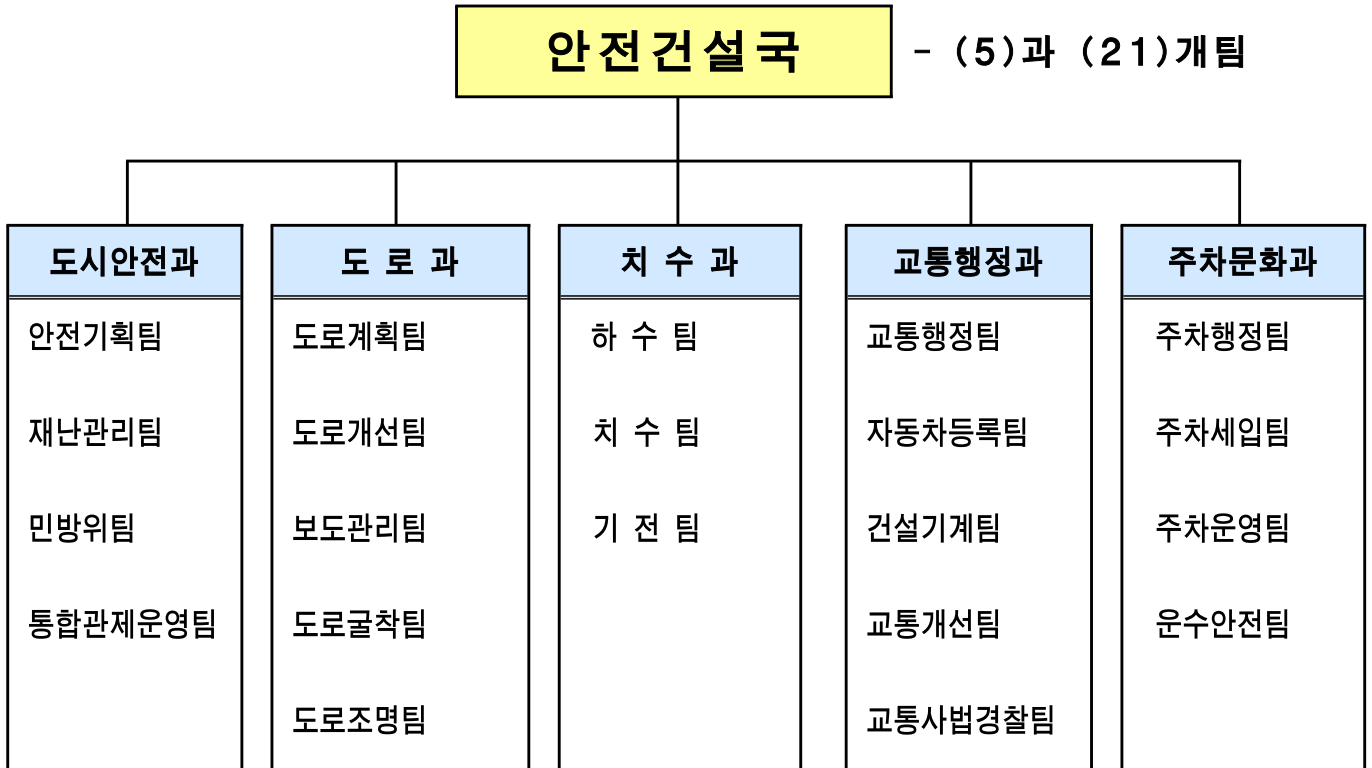 안전건설국 - (5)과 (21)개팀
도시안전과
안전기획팀
재난관리팀
민방위팀
통합관제운영팀
도 로 과
도로계획팀
도로개선팀
보도관리팀
도로굴착팀
도로조명팀
치 수 과
하 수 팀
치 수 팀
기 전 팀
교통행정과
교통행정팀
자동차등록팀
건설기계팀
교통개선팀
교통사법경찰팀
주차문화과
주차행정팀
주차세입팀
주차운영팀
운수안전팀